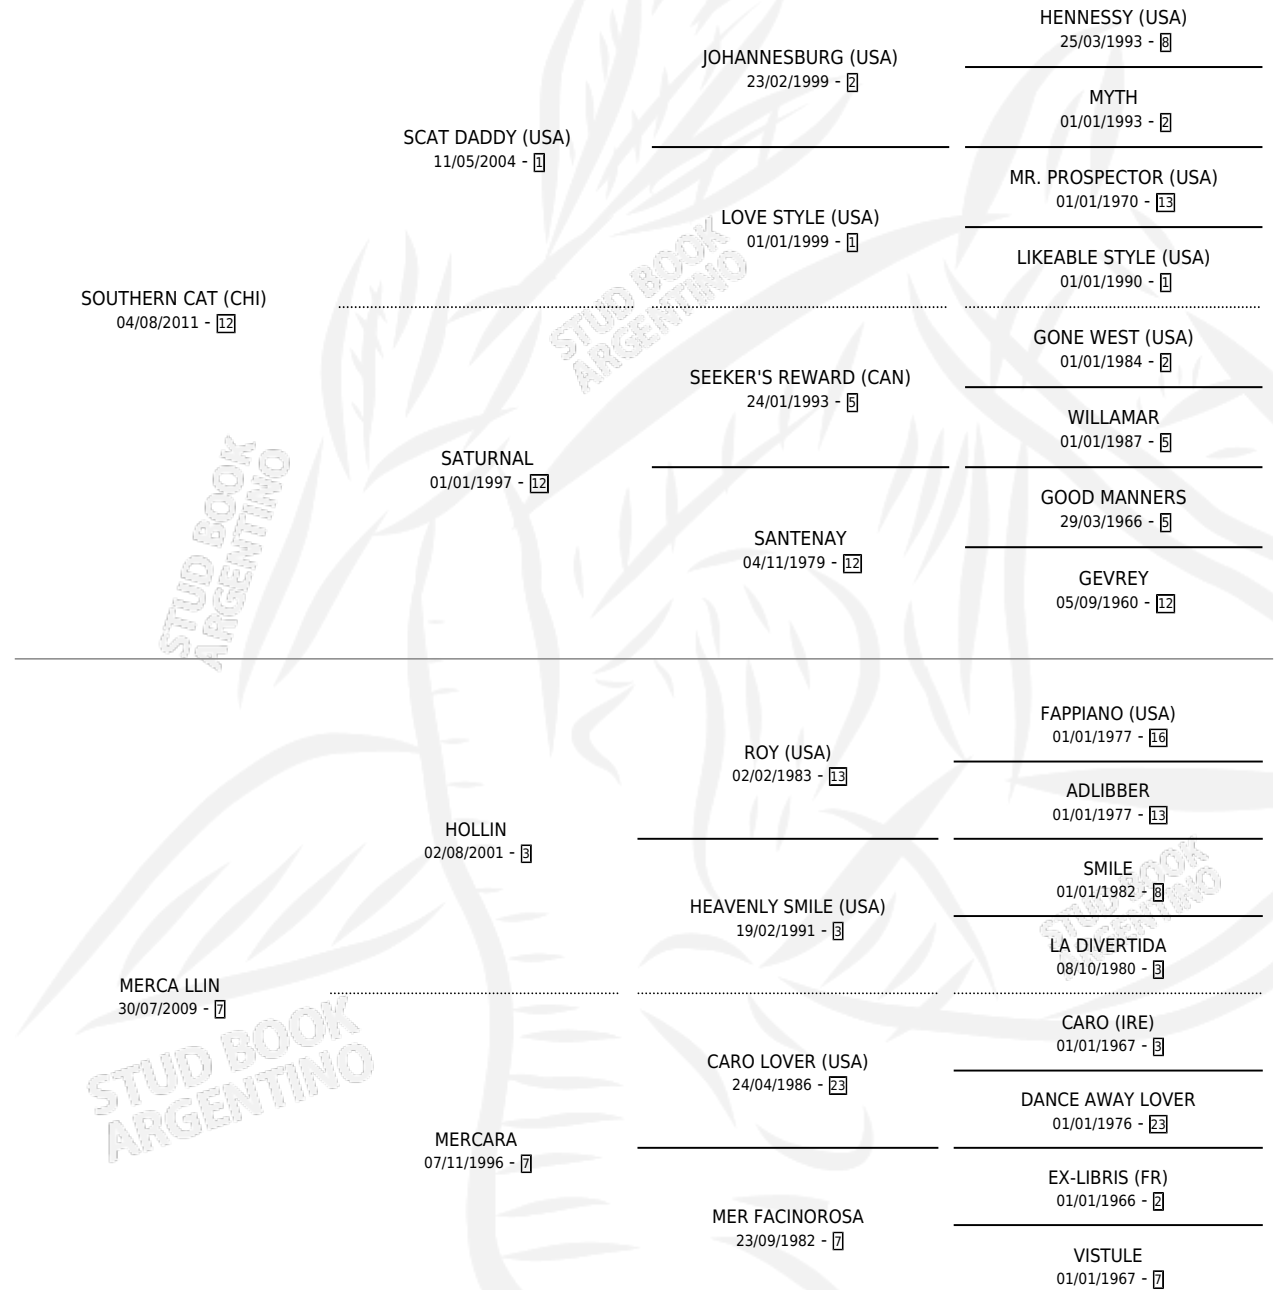 HENNESSY (USA)
25/03/1993 - 8
JOHANNESBURG (USA)
23/02/1999 - 2
MYTH
01/01/1993 - 2
SCAT DADDY (USA)
11/05/2004 - 1
MR. PROSPECTOR (USA)
01/01/1970 - 13
LOVE STYLE (USA)
01/01/1999 - 1
LIKEABLE STYLE (USA)
01/01/1990 - 1
SOUTHERN CAT (CHI)
04/08/2011 - 12
STUD BOOK
ARGENTINO
GONE WEST (USA)
01/01/1984 - 2
SEEKER'S REWARD (CAN)
24/01/1993 - 5
WILLAMAR
01/01/1987 - 5
SATURNAL
01/01/1997 - 12
GOOD MANNERS
29/03/1966 - 5
SANTENAY
04/11/1979 - 12
GEVREY
05/09/1960 - 12
STUD BOOK
ARGENTINO
FAPPIANO (USA)
01/01/1977 - 16
ROY (USA)
02/02/1983 - 13
ADLIBBER
01/01/1977 - 13
HOLLIN
02/08/2001 - 3
SMILE
01/01/1982 - 8
HEAVENLY SMILE (USA)
19/02/1991 - 3
LA DIVERTIDA
08/10/1980 - 3
STUD BOOK
ARGENTINO
MERCA LLIN
30/07/2009 - 7
CARO (IRE)
01/01/1967 - 3
CARO LOVER (USA)
24/04/1986 - 23
DANCE AWAY LOVER
01/01/1976 - 23
STUD BOOK
ARGENTINO
MERCARA
07/11/1996 - 7
EX-LIBRIS (FR)
01/01/1966 - 2
MER FACINOROSA
23/09/1982 - 7
VISTULE
01/01/1967 - 7